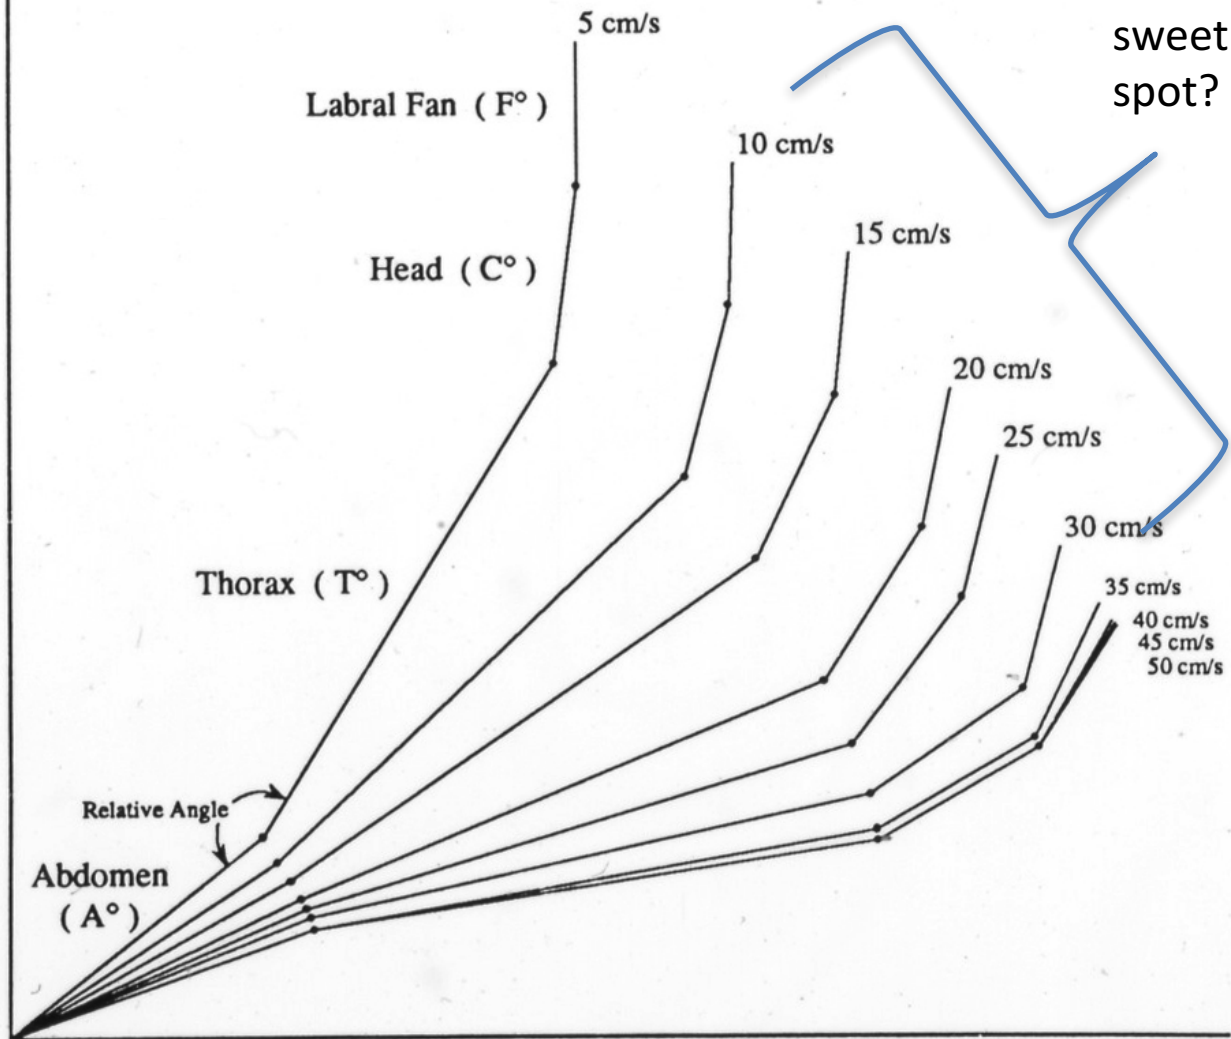 5 cm/s
sweet
spot?
Labral Fan ( F° )
10 cm/s
15 cm/s
Head ( C° )
20 cm/s
25 cm/s
30 cm/s
Thorax ( T° )
35 cm/s
40 cm/s
45 cm/s
50 cm/s
Relative Angle
Abdomen
( A° )